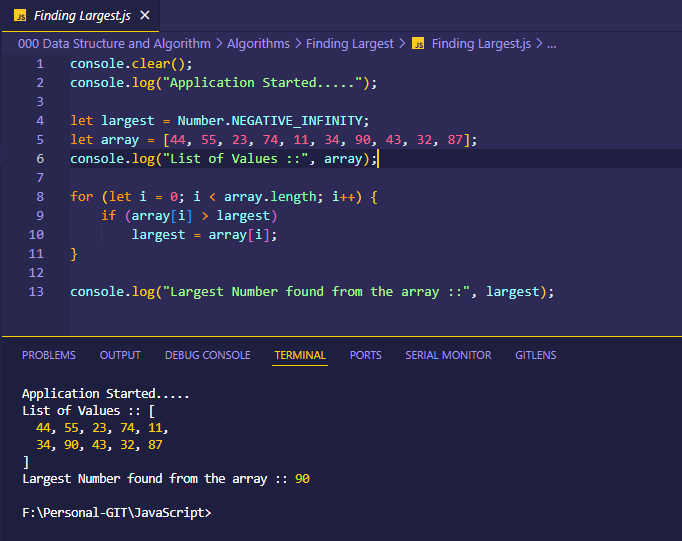 JS Finding Largest.js ×
000 Data Structure and Algorithm > Algorithms > Finding Largest > JS Finding Largest.js > ...
1 console.clear();
2 console.log("Application Started.....");
3
4 let largest = Number.NEGATIVE_INFINITY;
5 let array = [44, 55, 23, 74, 11, 34, 90, 43, 32, 87];
6 console.log("List of Values ::", array);
7
8 for (let i = 0; i < array.length; i++) {
9     if (array[i] > largest)
10         largest = array[i];
11 }
12
13 console.log("Largest Number found from the array ::", largest);
PROBLEMS OUTPUT DEBUG CONSOLE TERMINAL PORTS SERIAL MONITOR GITLENS
Application Started.....
List of Values :: [
  44, 55, 23, 74, 11,
  34, 90, 43, 32, 87
]
Largest Number found from the array :: 90
F:\Personal-GIT\JavaScript>